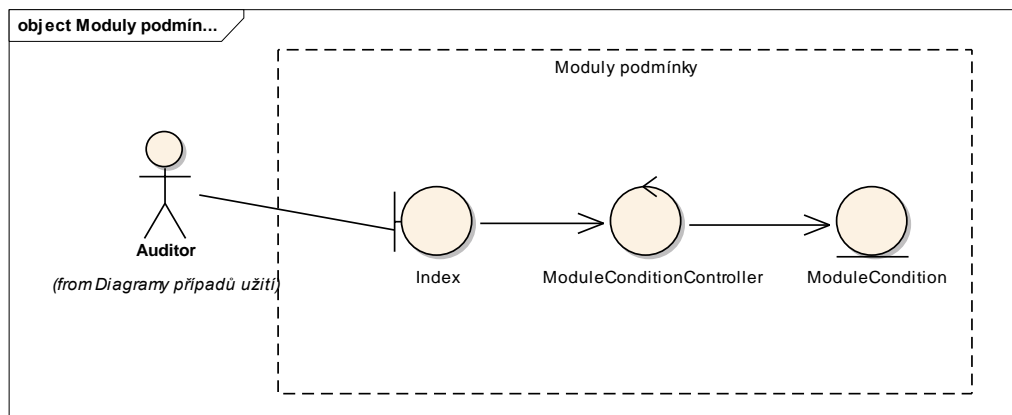 object Moduly podmín...
Moduly podmínky
Auditor
(from Diagramy případů užití)
Index
ModuleConditionController
ModuleCondition